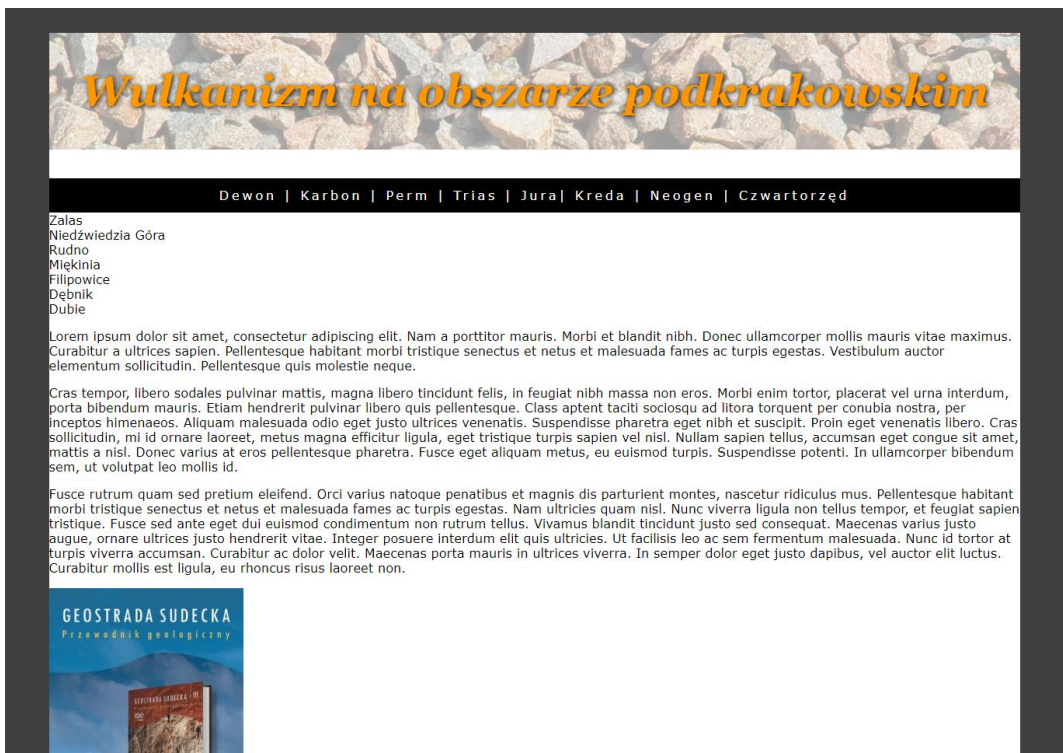 Wulkanizm na obszarze podkrakowskim
Dewon | Karbon | Perm | Trias | Jura| Kreda | Neogen | Czwartorzęd
Zalas
Niedźwiedzia Góra
Rudno
Miękinia
Filipowice
Dębnik
Dubie
Lorem ipsum dolor sit amet, consectetur adipiscing elit. Nam a porttitor mauris. Morbi et blandit nibh. Donec ullamcorper mollis mauris vitae maximus.
Curabitur a ultrices sapien. Pellentesque habitant morbi tristique senectus et netus et malesuada fames ac turpis egestas. Vestibulum auctor
elementum sollicitudin. Pellentesque quis molestie neque.
Cras tempor, libero sodales pulvinar mattis, magna libero tincidunt felis, in feugiat nibh massa non eros. Morbi enim tortor, placerat vel urna interdum,
porta bibendum mauris. Etiam hendrerit pulvinar libero quis pellentesque. Class aptent taciti sociosqu ad litora torquent per conubia nostra, per
inceptos himenaeos. Aliquam malesuada odio eget justo ultrices venenatis. Suspendisse pharetra eget nibh et suscipit. Proin eget venenatis libero. Cras
sollicitudin, mi id ornare laoreet, metus magna efficitur ligula, eget tristique turpis sapien vel nisl. Nullam sapien tellus, accumsan eget congue sit amet,
mattis a nisl. Donec varius at eros pellentesque pharetra. Fusce eget aliquam metus, eu euismod turpis. Suspendisse potenti. In ullamcorper bibendum
sem, ut volutpat leo mollis id.
Fusce rutrum quam sed pretium eleifend. Orci varius natoque penatibus et magnis dis parturient montes, nascetur ridiculus mus. Pellentesque habitant
morbi tristique senectus et netus et malesuada fames ac turpis egestas. Nam ultricies quam nisl. Nunc viverra ligula non tellus tempor, et feugiat sapien
tristique. Fusce sed ante eget dui euismod condimentum non rutrum tellus. Vivamus blandit tincidunt justo sed consequat. Maecenas varius justo
augue, ornare ultrices justo hendrerit vitae. Integer posuere interdum elit quis ultricies. Ut facilisis leo ac sem fermentum malesuada. Nunc id tortor at
turpis viverra accumsan. Curabitur ac dolor velit. Maecenas porta mauris in ultrices viverra. In semper dolor eget justo dapibus, vel auctor elit luctus.
Curabitur mollis est ligula, eu rhoncus risus laoreet non.
GEOSTRADA SUDECKA
Przewodnik geologiczny
GEOSTRADA SUDECKA - III
100